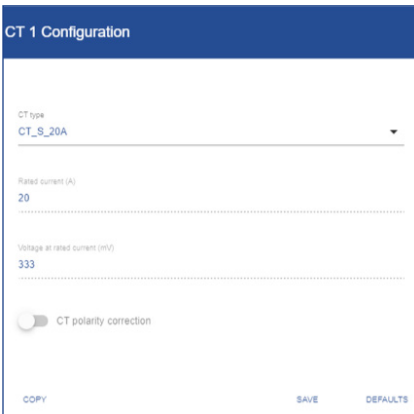 CT 1 Configuration
CT type
CT_S_20A
Rated current (A)
20
Voltage at rated current (mV)
333
CT polarity correction
COPY SAVE DEFAULTS